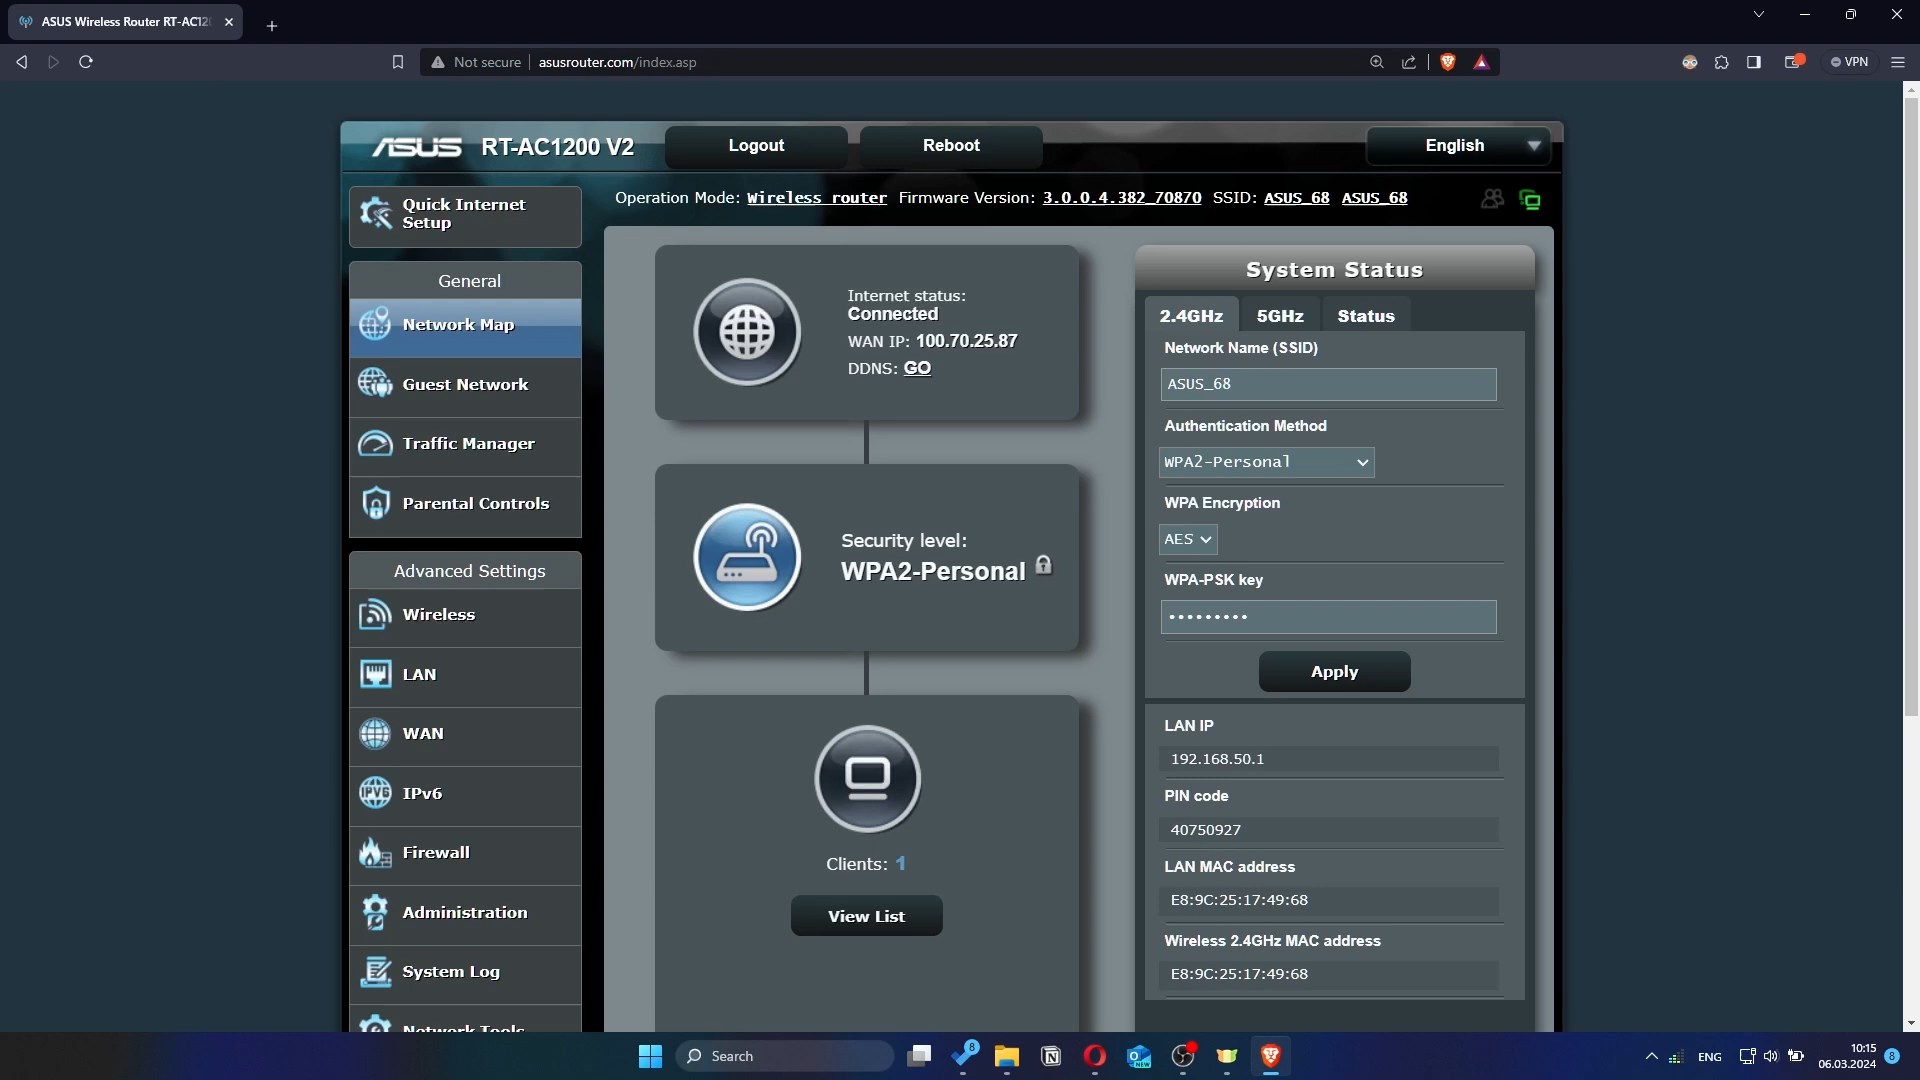 ASUS Wireless Router RT-AC12
Not secure
asusrouter.com/index.asp
VPN
ASUS RT-AC1200 V2
Logout
Reboot
English
Quick Internet
Setup
Operation Mode: Wireless router Firmware Version: 3.0.0.4.382_70870 SSID: ASUS_68 ASUS_68
General
Network Map
Guest Network
Traffic Manager
Parental Controls
Advanced Settings
Wireless
LAN
WAN
IPv6
Firewall
Administration
System Log
Network Tools
Internet status:
Connected
WAN IP: 100.70.25.87
DDNS: GO
Security level:
WPA2-Personal
Clients: 1
View List
System Status
2.4GHz 5GHz Status
Network Name (SSID)
ASUS_68
Authentication Method
WPA2-Personal
WPA Encryption
AES
WPA-PSK key
•••••••••
Apply
LAN IP
192.168.50.1
PIN code
40750927
LAN MAC address
E8:9C:25:17:49:68
Wireless 2.4GHz MAC address
E8:9C:25:17:49:68
Search
8
NEW
ENG
10:15
06.03.2024
8